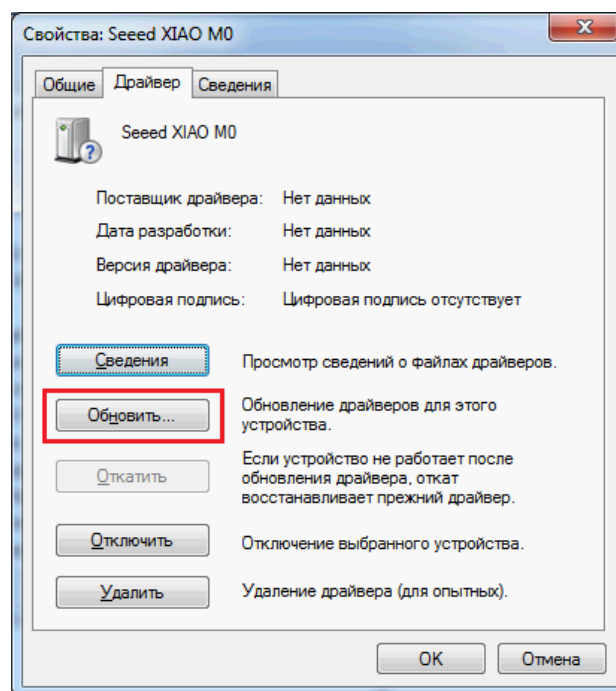 Свойства: Seeed XIAO M0
Общие Драйвер Сведения
Seeed XIAO M0
Поставщик драйвера: Нет данных
Дата разработки: Нет данных
Версия драйвера: Нет данных
Цифровая подпись: Цифровая подпись отсутствует
Сведения Просмотр сведений о файлах драйверов.
Обновить... Обновление драйверов для этого
устройства.
Откатить Если устройство не работает после
обновления драйвера, откат
восстанавливает прежний драйвер.
Отключить Отключение выбранного устройства.
Удалить Удаление драйвера (для опытных).
OK Отмена